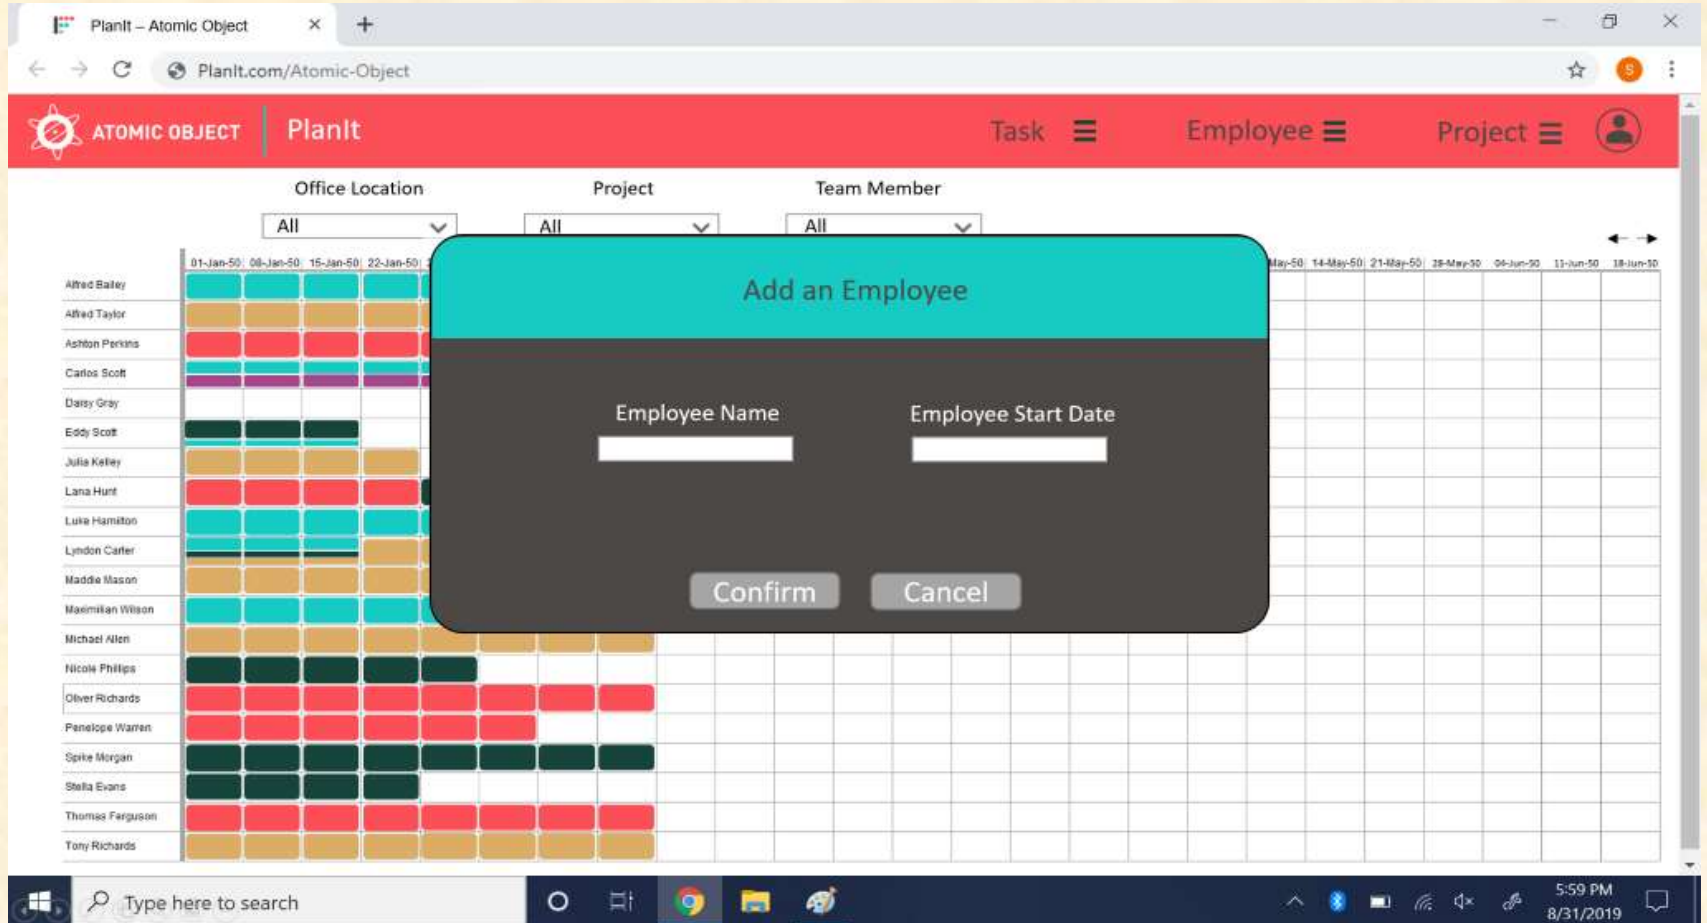 PlanIt – Atomic Object
PlanIt.com/Atomic-Object
S
ATOMIC OBJECT PlanIt Task Employee Project
Office Location Project Team Member
All All All
01-Jan-50 08-Jan-50 15-Jan-50 22-Jan-50 May-50 14-May-50 21-May-50 28-May-50 04-Jun-50 11-Jun-50 18-Jun-50
Add an Employee
Employee Name Employee Start Date
Confirm Cancel
Alfred Bailey
Alfred Taylor
Ashton Perkins
Carlos Scott
Daisy Gray
Eddy Scott
Julia Kelley
Lana Hunt
Luke Hamilton
Lyndon Carter
Maddie Mason
Maximilian Wilson
Michael Allen
Nicole Phillips
Oliver Richards
Penelope Warren
Spike Morgan
Stella Evans
Thomas Ferguson
Tony Richards
Type here to search
5:59 PM
8/31/2019